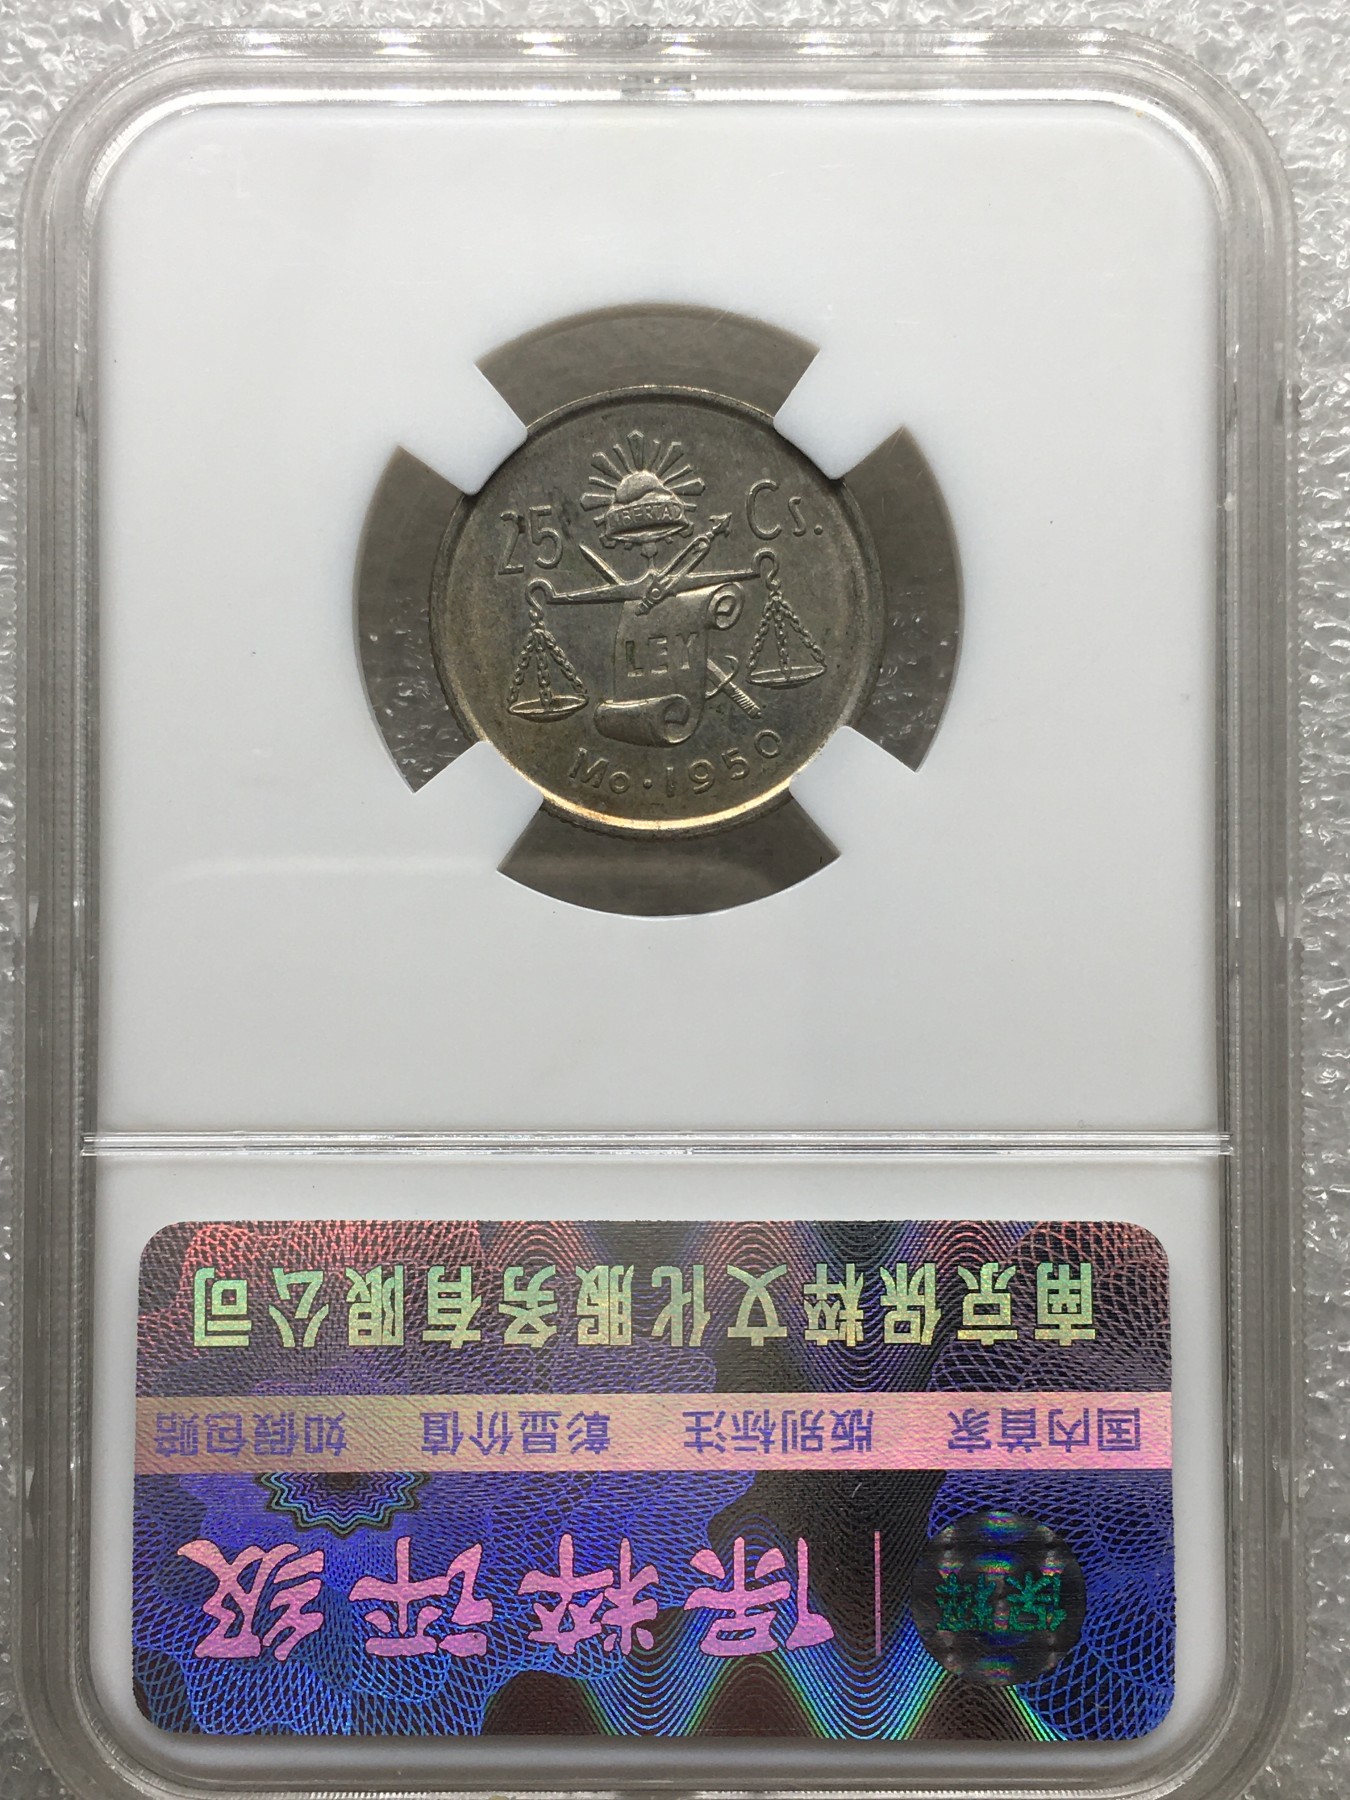 LIBERTAD
25 Cs.
LEY
Mo·1950
保粹 | 保粹评级
国内首家 版别标注 彰显价值 如假包赔
南京保粹文化服务有限公司